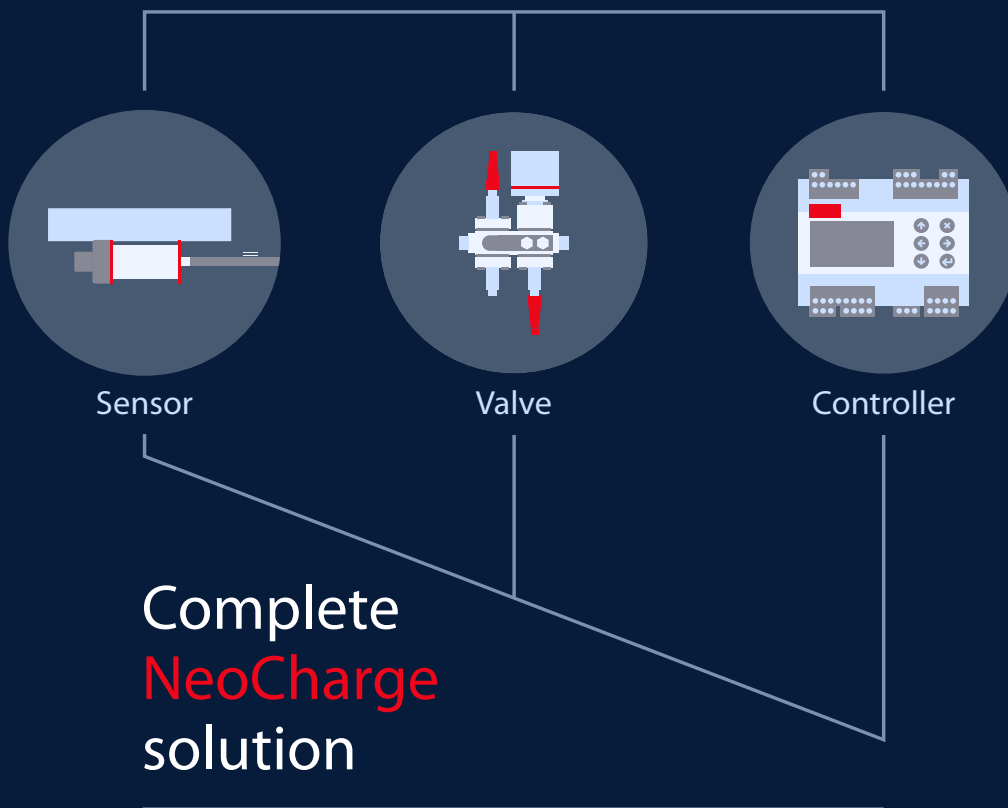 Sensor
Valve
Controller
Complete
NeoCharge
solution